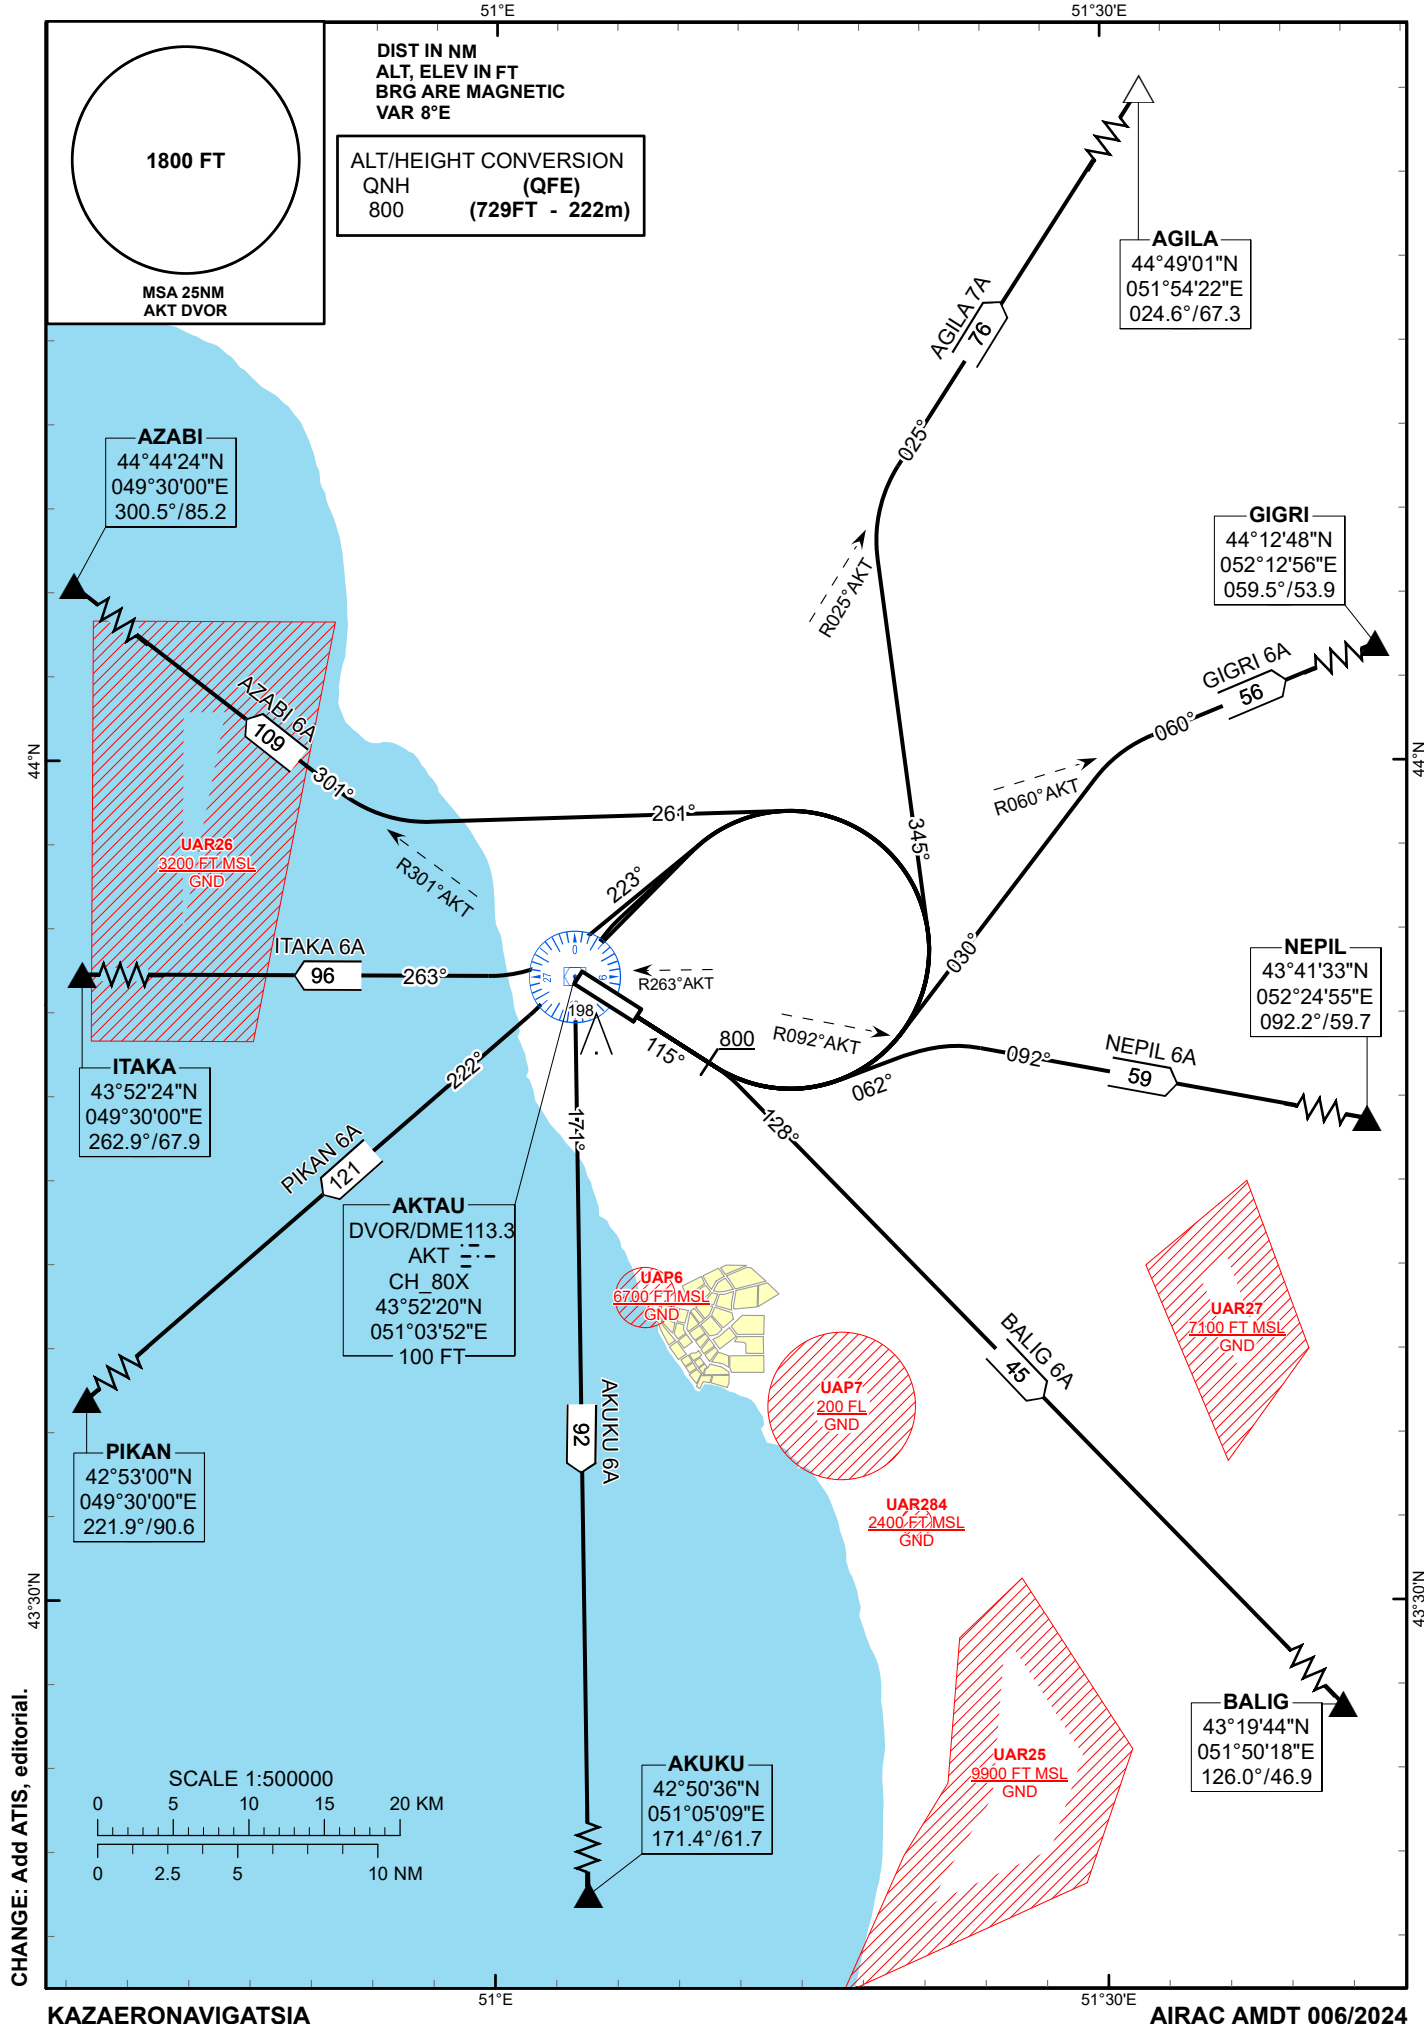 51°E
51°30'E
1800 FT
MSA 25NM
AKT DVOR
DIST IN NM
ALT, ELEV IN FT
BRG ARE MAGNETIC
VAR 8°E
ALT/HEIGHT CONVERSION
QNH (QFE)
800 (729FT - 222m)
AGILA
44°49'01"N
051°54'22"E
024.6°/67.3
AGILA 7A
76
025°
R025°AKT
AZABI
44°44'24"N
049°30'00"E
300.5°/85.2
GIGRI
44°12'48"N
052°12'56"E
059.5°/53.9
GIGRI 6A
56
060°
R060°AKT
AZABI 6A
109
301°
R301°AKT
261°
345°
44°N
44°N
UAR26
3200 FT MSL
GND
223°
030°
ITAKA 6A
96
263°
R263°AKT
0
9
27
198
NEPIL
43°41'33"N
052°24'55"E
092.2°/59.7
R092°AKT
800
115°
NEPIL 6A
59
092°
062°
128°
ITAKA
43°52'24"N
049°30'00"E
262.9°/67.9
222°
171°
PIKAN 6A
121
AKTAU
DVOR/DME113.3
AKT
CH_80X
43°52'20"N
051°03'52"E
100 FT
UAP6
6700 FT MSL
GND
UAR27
7100 FT MSL
GND
BALIG 6A
45
UAP7
200 FL
GND
AKUKU 6A
92
PIKAN
42°53'00"N
049°30'00"E
221.9°/90.6
UAR284
2400 FT MSL
GND
43°30'N
43°30'N
BALIG
43°19'44"N
051°50'18"E
126.0°/46.9
UAR25
9900 FT MSL
GND
AKUKU
42°50'36"N
051°05'09"E
171.4°/61.7
SCALE 1:500000
0 5 10 15 20 KM
0 2.5 5 10 NM
CHANGE: Add ATIS, editorial.
51°E
51°30'E
KAZAERONAVIGATSIA
AIRAC AMDT 006/2024